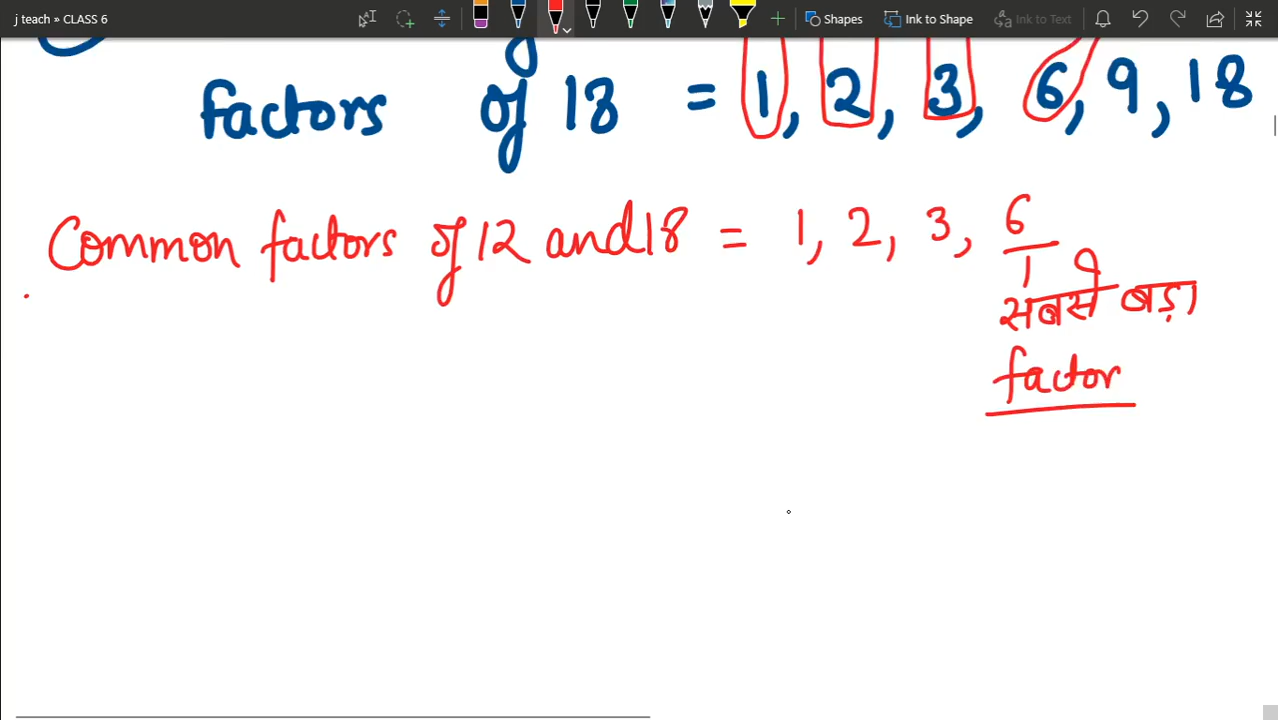 j teach » CLASS 6
Shapes
Ink to Shape
Ink to Text
factors of 18 = 1, 2, 3, 6, 9, 18
Common factors of 12 and 18 = 1, 2, 3, 6
सबसे बड़ा
factor